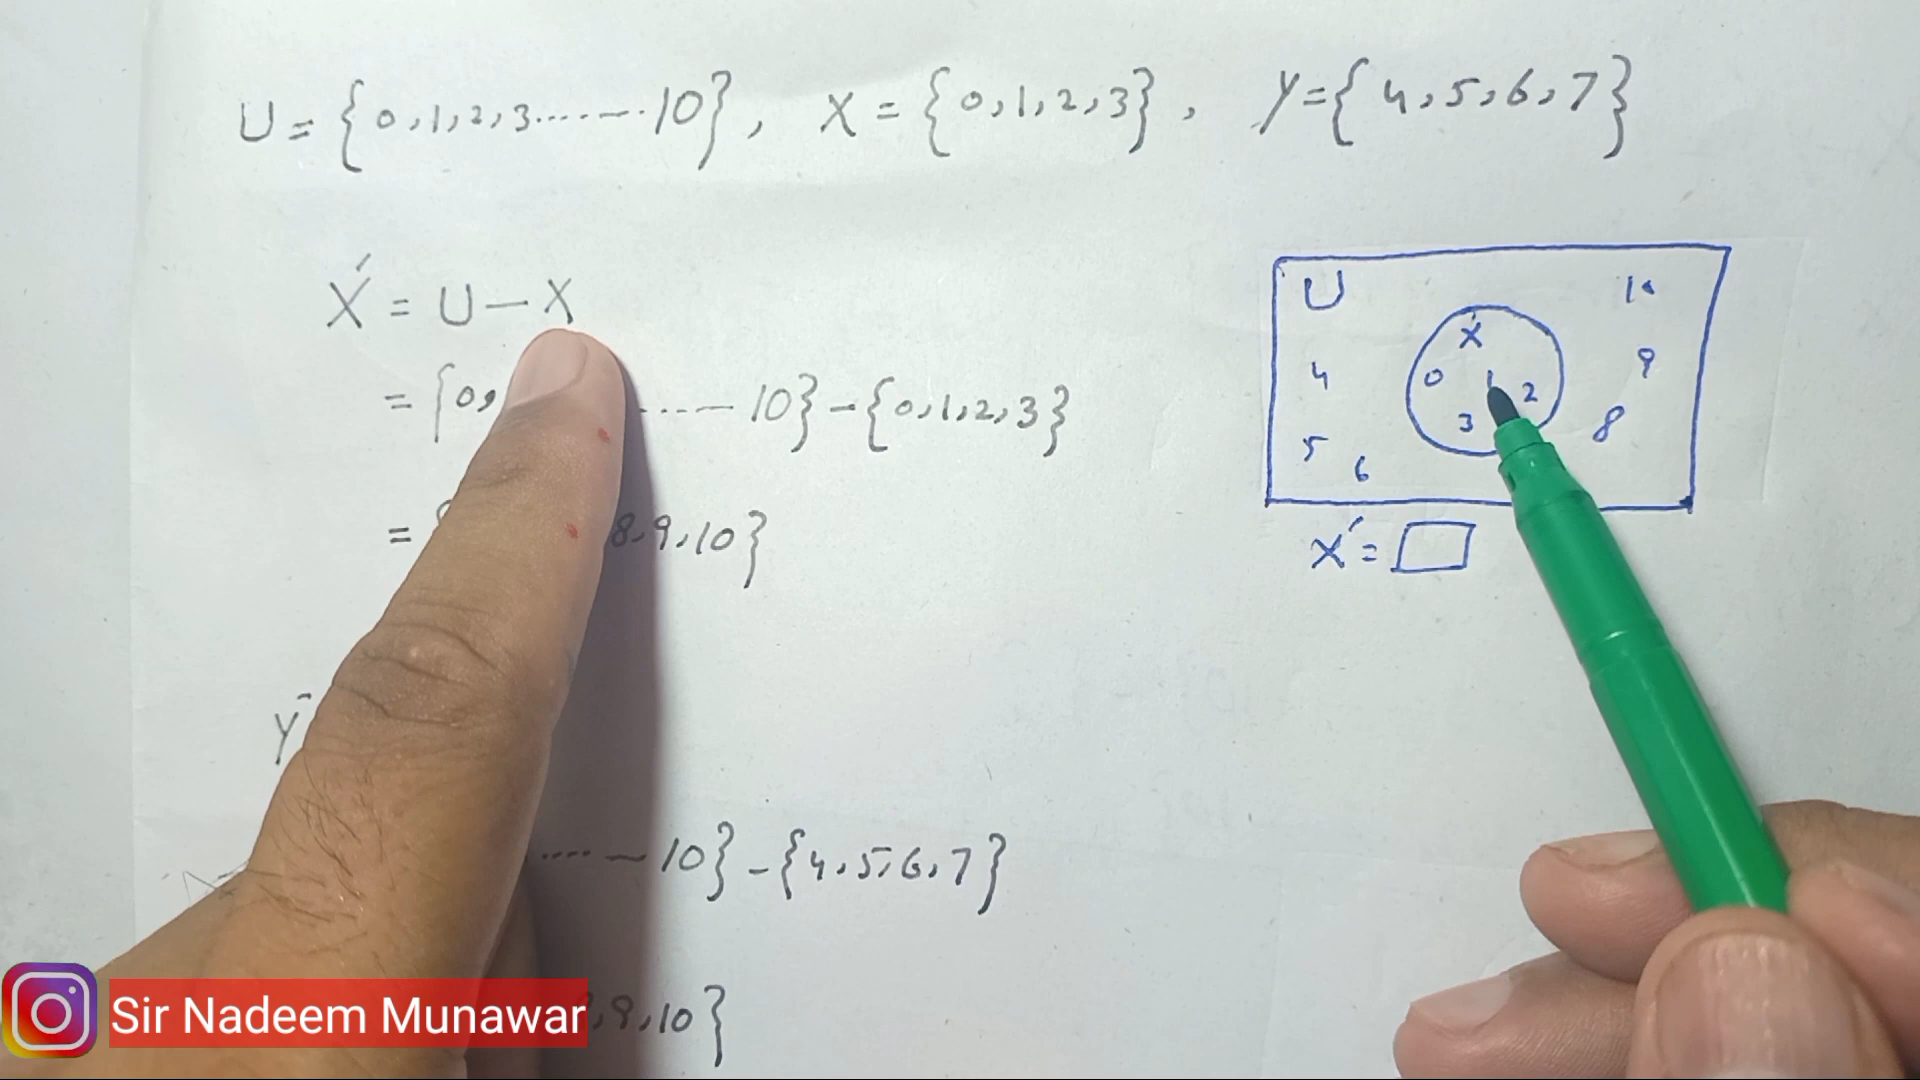 U = {0,1,2,3.......10}, X = {0,1,2,3}, Y={4,5,6,7}
X′ = U − X
= {0, ....− 10} − {0,1,2,3}
= 8,9,10}
Y
.....− 10} − {4,5,6,7}
,9,10}
U 10
X
4 0 1 2 9
3 8
5 6
X′ =
Sir Nadeem Munawar